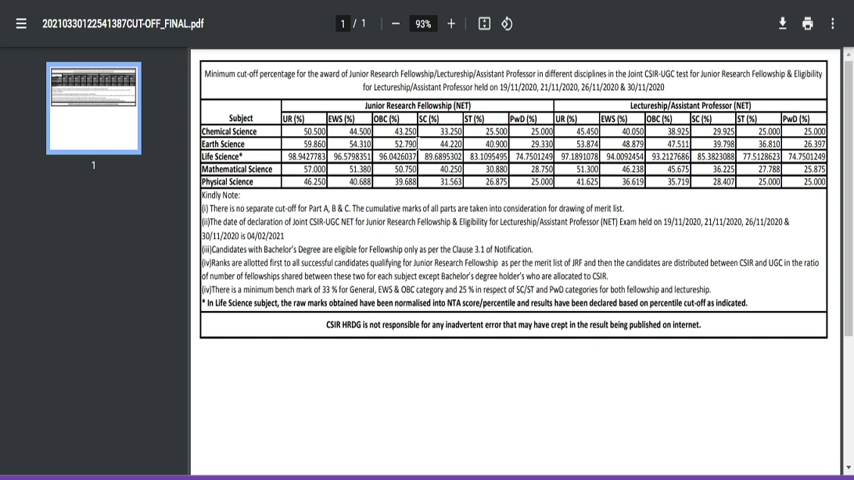 20210330122541387CUT-OFF_FINAL.pdf
1 / 1
93%
1
Minimum cut-off percentage for the award of Junior Research Fellowship/Lectureship/Assistant Professor in different disciplines in the Joint CSIR-UGC test for Junior Research Fellowship & Eligibility
for Lectureship/Assistant Professor held on 19/11/2020, 21/11/2020, 26/11/2020 & 30/11/2020
Junior Research Fellowship (NET) Lectureship/Assistant Professor (NET)
Subject UR (%) EWS (%) OBC (%) SC (%) ST (%) PwD (%) UR (%) EWS (%) OBC (%) SC (%) ST (%) PwD (%)
Chemical Science 50.500 44.500 43.250 33.250 25.500 25.000 45.450 40.050 38.925 29.925 25.000 25.000
Earth Science 59.860 54.310 52.790 44.220 40.900 29.330 53.874 48.879 47.511 39.798 36.810 26.397
Life Science* 98.9427783 96.5798351 96.0426037 89.6895302 83.1095495 74.7501249 97.1891078 94.0092454 93.2127686 85.3823088 77.5128623 74.7501249
Mathematical Science 57.000 51.380 50.750 40.250 30.880 28.750 51.300 46.238 45.675 36.225 27.788 25.875
Physical Science 46.250 40.688 39.688 31.563 26.875 25.000 41.625 36.619 35.719 28.407 25.000 25.000
Kindly Note:
(i) There is no separate cut-off for Part A, B & C. The cumulative marks of all parts are taken into consideration for drawing of merit list.
(ii)The date of declaration of Joint CSIR-UGC NET for Junior Research Fellowship & Eligibility for Lectureship/Assistant Professor (NET) Exam held on 19/11/2020, 21/11/2020, 26/11/2020 &
30/11/2020 is 04/02/2021
(iii)Candidates with Bachelor's Degree are eligible for Fellowship only as per the Clause 3.1 of Notification.
(iv)Ranks are allotted first to all successful candidates qualifying for Junior Research Fellowship as per the merit list of JRF and then the candidates are distributed between CSIR and UGC in the ratio
of number of fellowships shared between these two for each subject except Bachelor's degree holder's who are allocated to CSIR.
(iv)There is a minimum bench mark of 33 % for General, EWS & OBC category and 25 % in respect of SC/ST and PwD categories for both fellowship and lectureship.
* In Life Science subject, the raw marks obtained have been normalised into NTA score/percentile and results have been declared based on percentile cut-off as indicated.
CSIR HRDG is not responsible for any inadvertent error that may have crept in the result being published on internet.